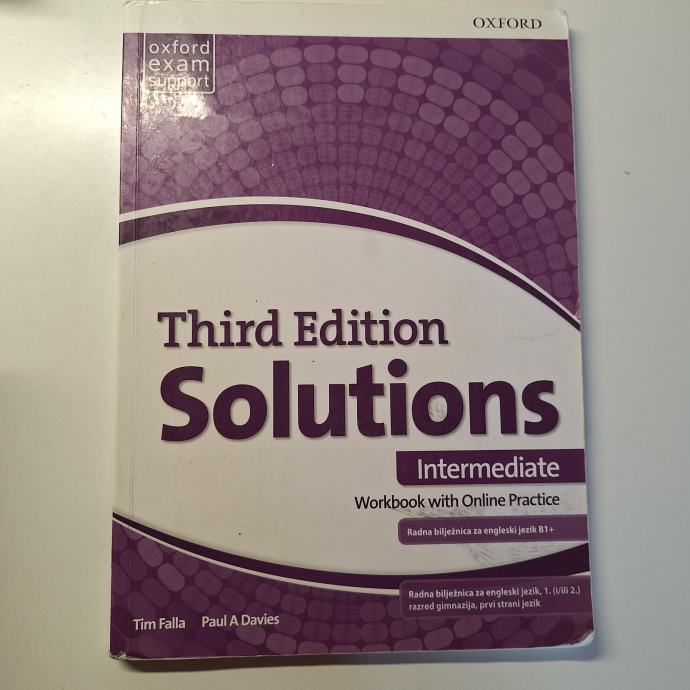 OXFORD
oxford
exam
support
Third Edition
Solutions
Intermediate
Workbook with Online Practice
Radna bilježnica za engleski jezik B1+
Radna bilježnica za engleski jezik, 1. (i/ili 2.)
razred gimnazija, prvi strani jezik
Tim Falla Paul A Davies